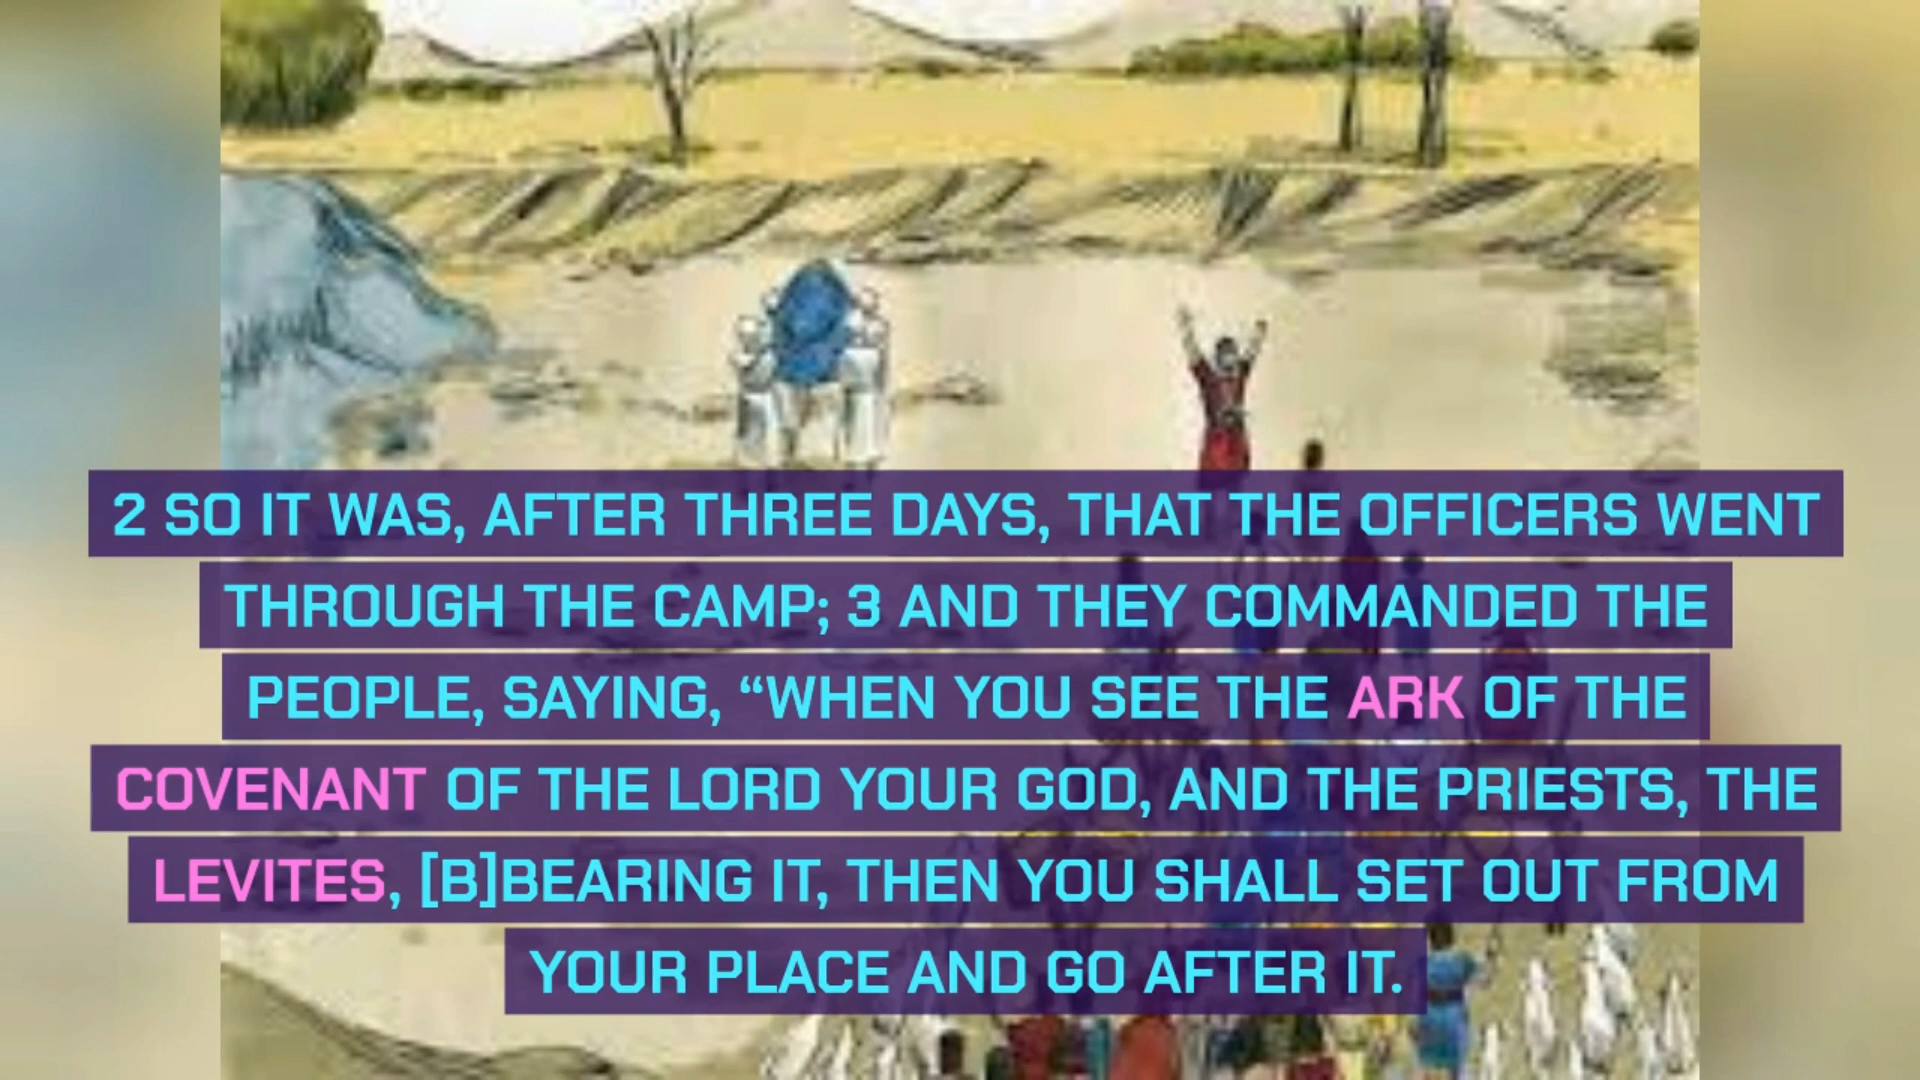 2 SO IT WAS, AFTER THREE DAYS, THAT THE OFFICERS WENT
THROUGH THE CAMP; 3 AND THEY COMMANDED THE
PEOPLE, SAYING, “WHEN YOU SEE THE ARK OF THE
COVENANT OF THE LORD YOUR GOD, AND THE PRIESTS, THE
LEVITES, [B]BEARING IT, THEN YOU SHALL SET OUT FROM
YOUR PLACE AND GO AFTER IT.